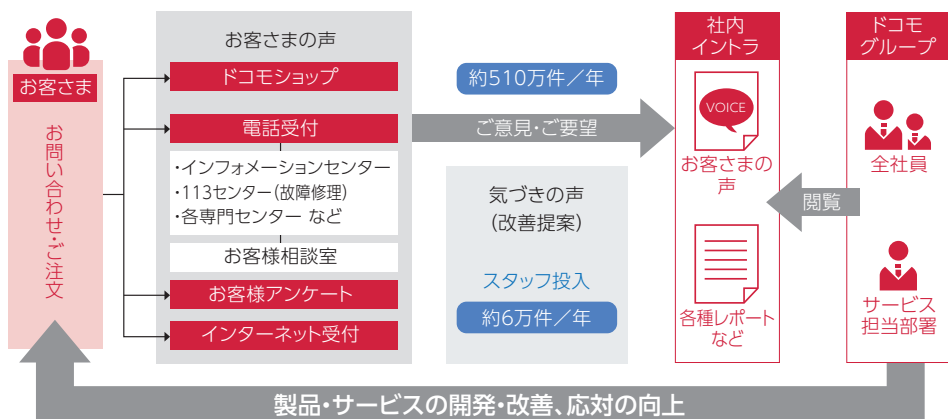 お客さま
お問い合わせ・ご注文
お客さまの声
ドコモショップ
電話受付
・インフォメーションセンター
・113センター（故障修理）
・各専門センター など
お客様相談室
お客様アンケート
インターネット受付
約510万件／年
ご意見・ご要望
気づきの声
（改善提案）
スタッフ投入
約6万件／年
社内
イントラ
VOICE
お客さまの
声
各種レポート
など
閲覧
ドコモ
グループ
全社員
サービス
担当部署
製品・サービスの開発・改善、応対の向上